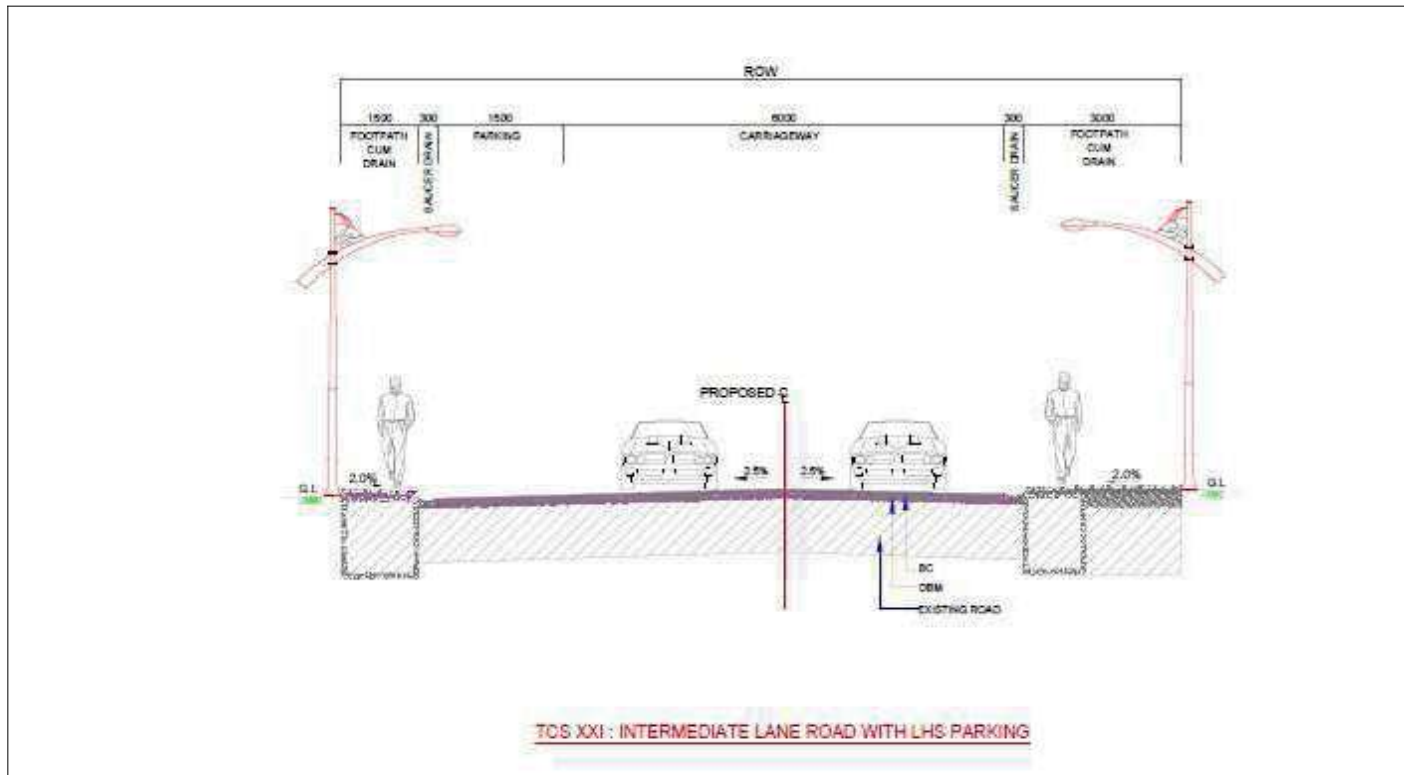 ROW
1500 300 1500 6000 300 3000
FOOTPATH CUM DRAIN
SAUCER DRAIN
PARKING
CARRIAGEWAY
SAUCER DRAIN
FOOTPATH CUM DRAIN
PROPOSED C
2.0% 2.5% 2.5% 2.0%
G.L G.L
BC
DBM
EXISTING ROAD
TCS XXI : INTERMEDIATE LANE ROAD WITH LHS PARKING